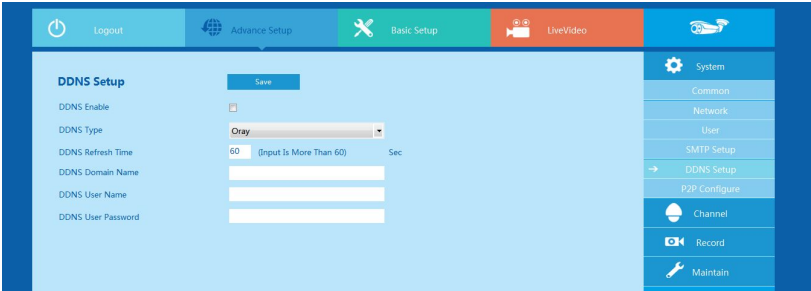 Logout
Advance Setup
Basic Setup
LiveVideo
DDNS Setup
Save
DDNS Enable
DDNS Type
Oray
DDNS Refresh Time
60 (Input Is More Than 60) Sec
DDNS Domain Name
DDNS User Name
DDNS User Password
System
Common
Network
User
SMTP Setup
DDNS Setup
P2P Configure
Channel
Record
Maintain